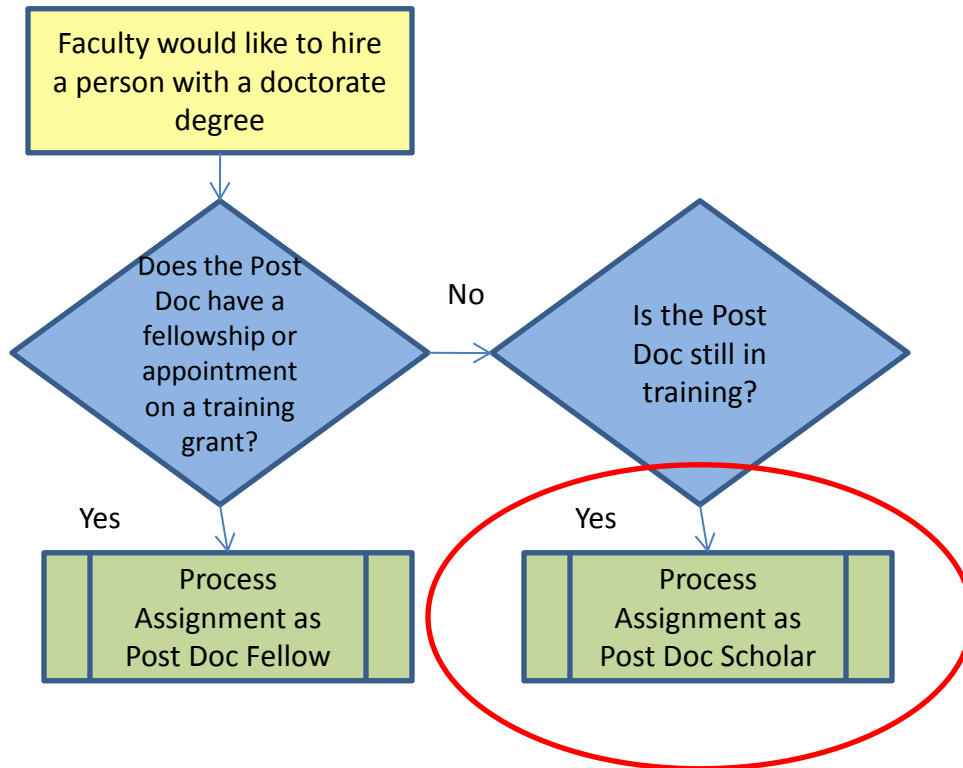 Faculty would like to hire
a person with a doctorate
degree
Does the Post
Doc have a
fellowship or
appointment
on a training
grant?
No
Is the Post
Doc still in
training?
Yes
Process
Assignment as
Post Doc Fellow
Yes
Process
Assignment as
Post Doc Scholar